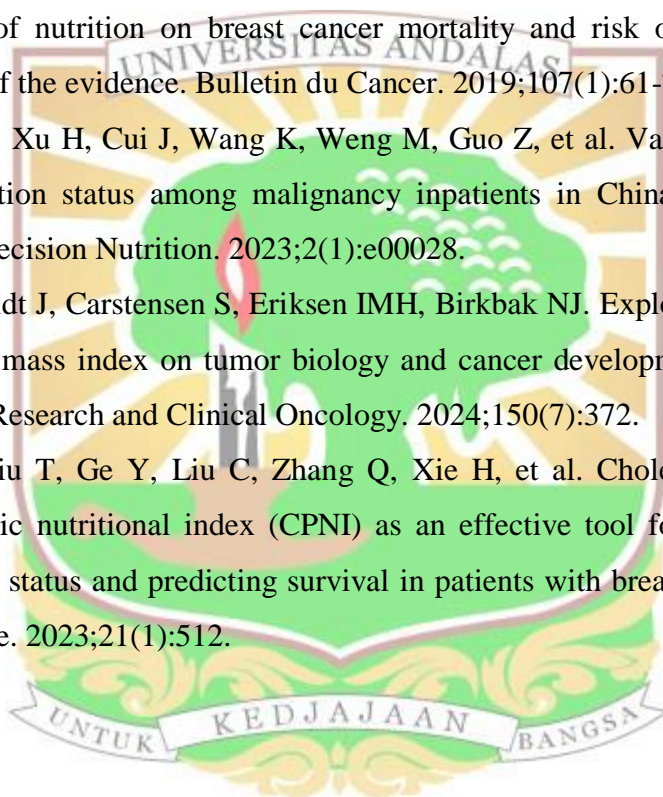 of nutrition on breast cancer mortality and risk o
UNIVERSITAS ANDALAS
f the evidence. Bulletin du Cancer. 2019;107(1):61-
Xu H, Cui J, Wang K, Weng M, Guo Z, et al. Va
tion status among malignancy inpatients in China
ecision Nutrition. 2023;2(1):e00028.
dt J, Carstensen S, Eriksen IMH, Birkbak NJ. Explo
mass index on tumor biology and cancer developm
Research and Clinical Oncology. 2024;150(7):372.
iu T, Ge Y, Liu C, Zhang Q, Xie H, et al. Chole
ic nutritional index (CPNI) as an effective tool fo
status and predicting survival in patients with brea
e. 2023;21(1):512.
UNTUK KEDJAJAAN BANGSA